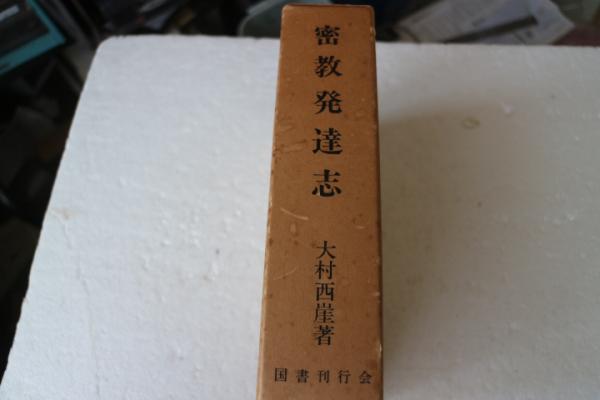 密教発達志
大村西崖著
国書刊行会